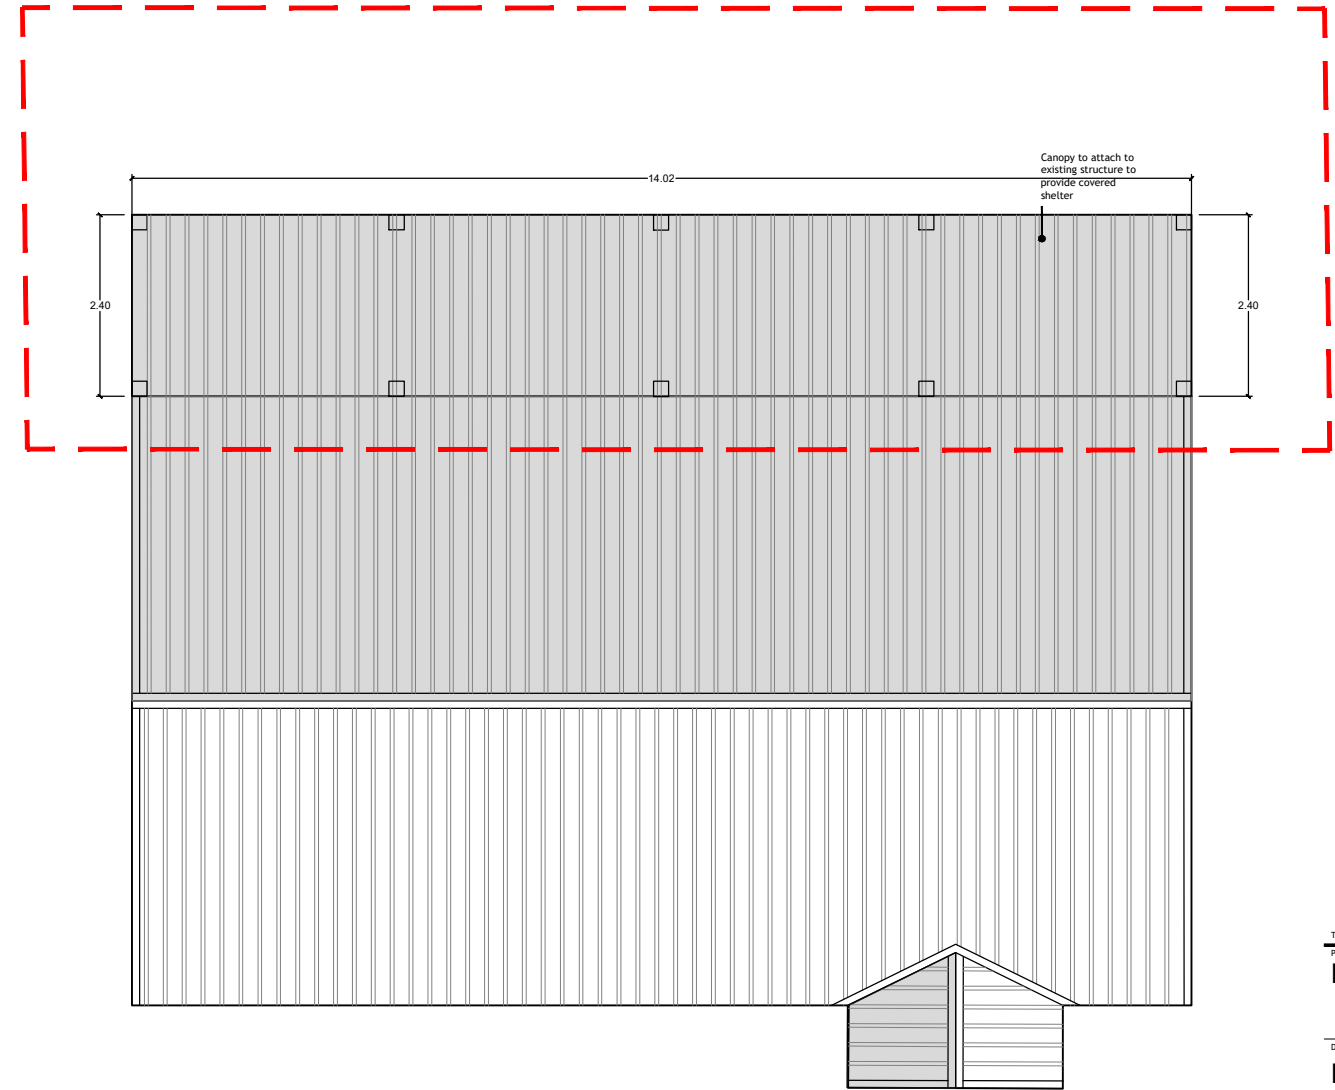 Canopy to attach to
existing structure to
provide covered
shelter
14.02
2.40
2.40